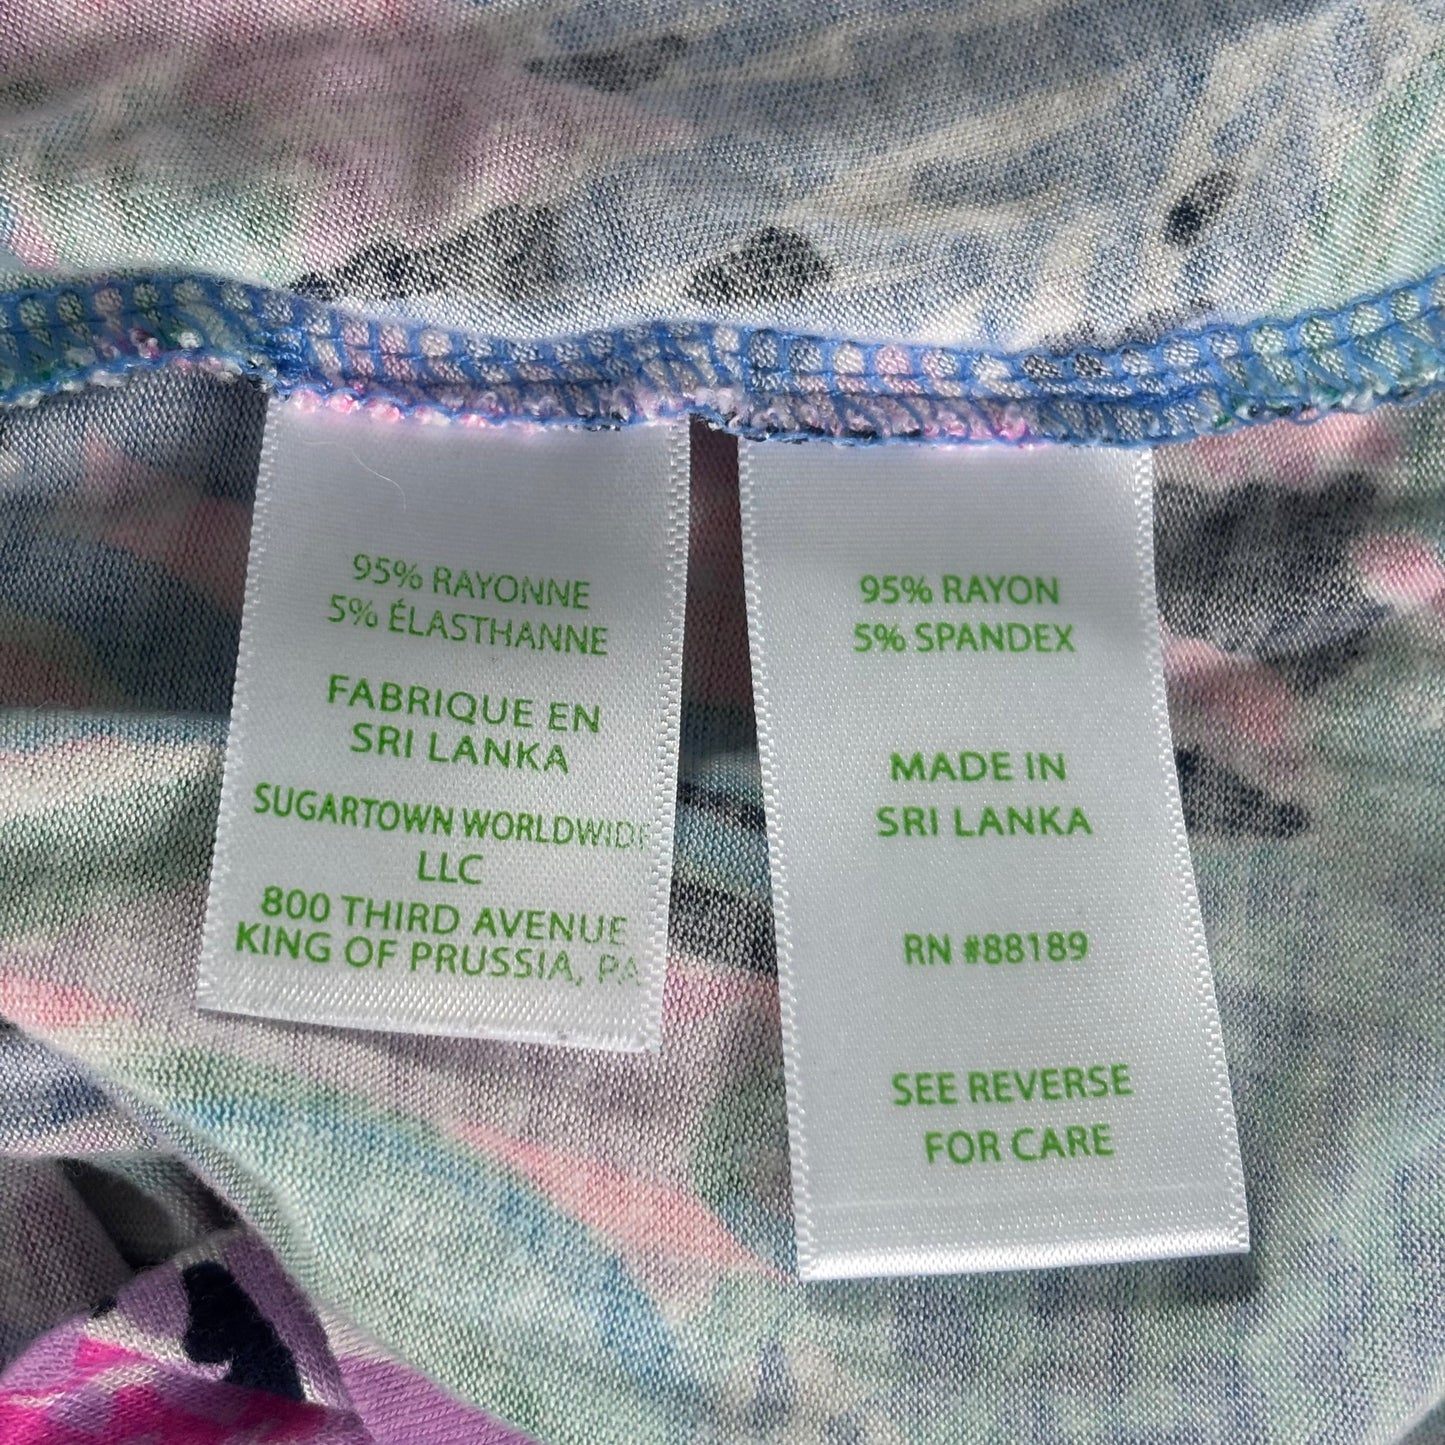 95% RAYONNE
5% ÉLASTHANNE
FABRIQUE EN
SRI LANKA
SUGARTOWN WORLDWIDE
LLC
800 THIRD AVENUE
KING OF PRUSSIA, PA
95% RAYON
5% SPANDEX
MADE IN
SRI LANKA
RN #88189
SEE REVERSE
FOR CARE